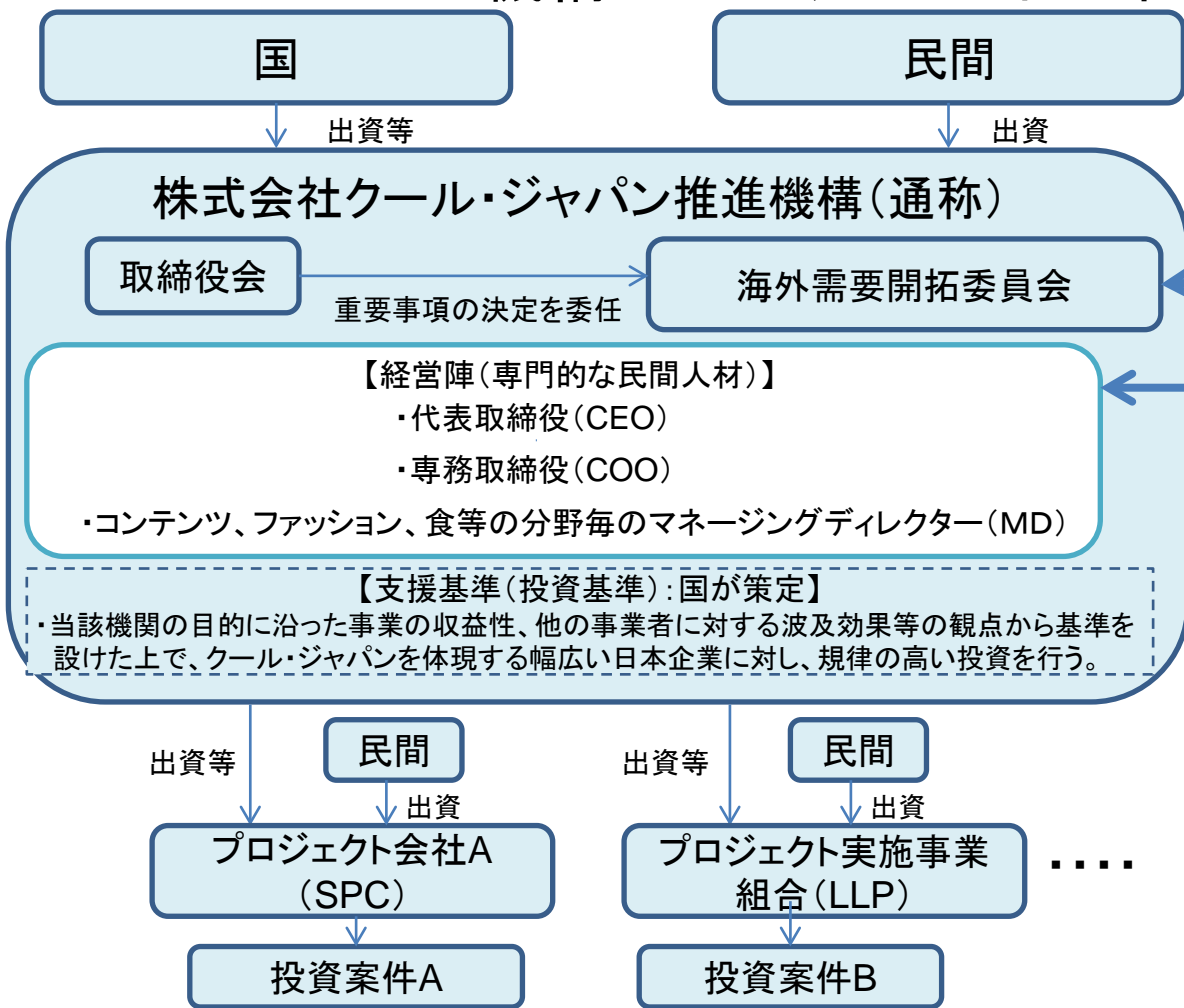 国
民間
出資等
出資
株式会社クール・ジャパン推進機構（通称）
取締役会
海外需要開拓委員会
重要事項の決定を委任
【経営陣（専門的な民間人材）】
・代表取締役（CEO）
・専務取締役（COO）
・コンテンツ、ファッション、食等の分野毎のマネージングディレクター（MD）
【支援基準（投資基準）：国が策定】
・当該機関の目的に沿った事業の収益性、他の事業者に対する波及効果等の観点から基準を
設けた上で、クール・ジャパンを体現する幅広い日本企業に対し、規律の高い投資を行う。
出資等
民間
出資
出資等
民間
出資
プロジェクト会社A
（SPC）
プロジェクト実施事業
組合（LLP）
・・・・
投資案件A
投資案件B